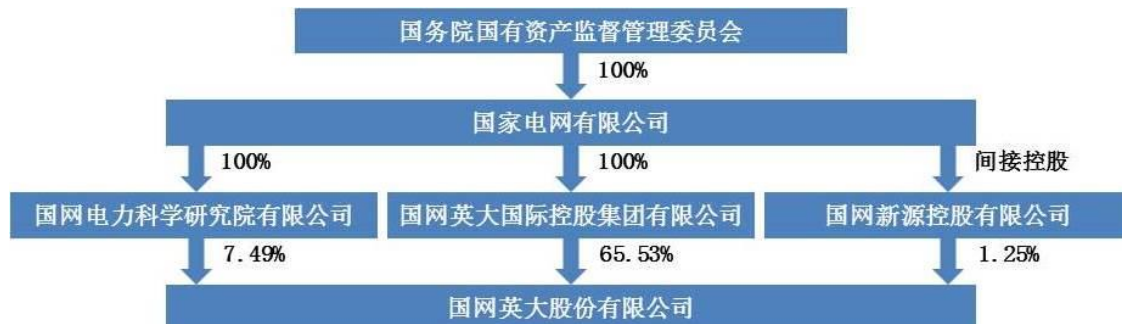 国务院国有资产监督管理委员会
100%
国家电网有限公司
100%
100%
间接控股
国网电力科学研究院有限公司
国网英大国际控股集团有限公司
国网新源控股有限公司
7.49%
65.53%
1.25%
国网英大股份有限公司